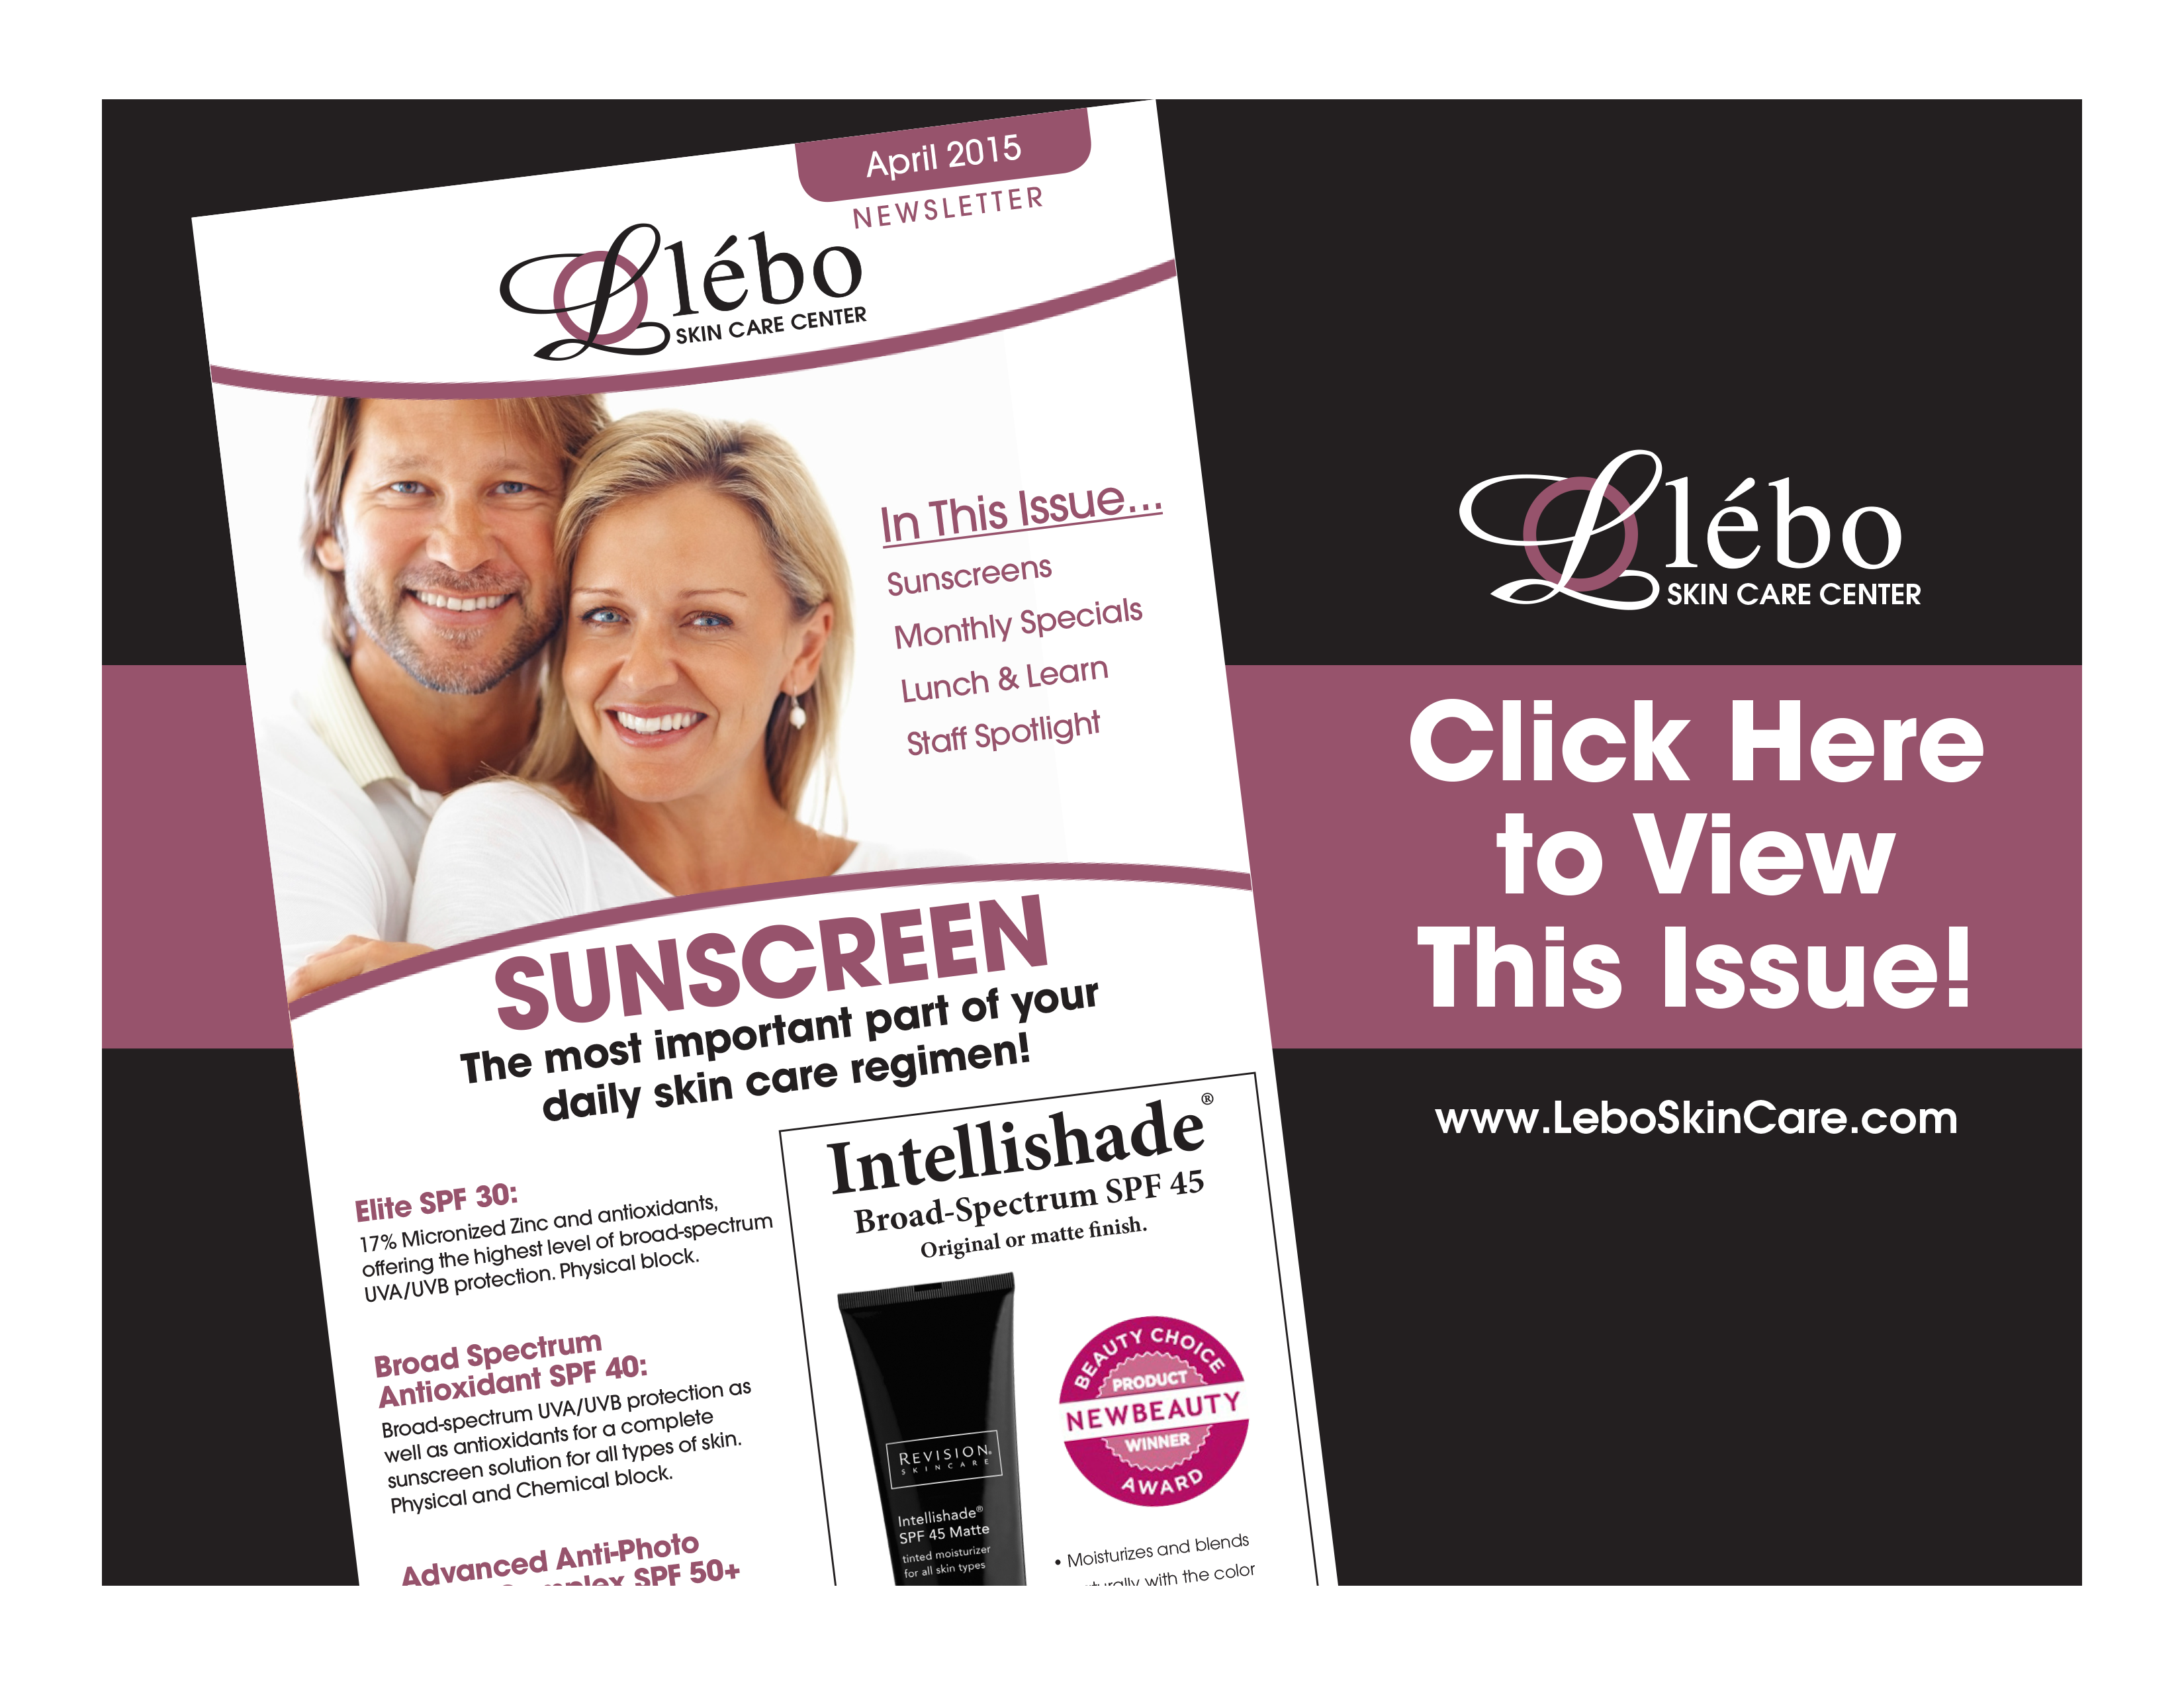 April 2015
NEWSLETTER
L lébo
SKIN CARE CENTER
In This Issue...
Sunscreens
Monthly Specials
Lunch & Learn
Staff Spotlight
SUNSCREEN
The most important part of your
daily skin care regimen!
Elite SPF 30:
17% Micronized Zinc and antioxidants,
offering the highest level of broad-spectrum
UVA/UVB protection. Physical block.
Broad Spectrum
Antioxidant SPF 40:
Broad-spectrum UVA/UVB protection as
well as antioxidants for a complete
sunscreen solution for all types of skin.
Physical and Chemical block.
Advanced Anti-Photo
SPF 50+
Intellishade®
Broad-Spectrum SPF 45
Original or matte finish.
REVISION®
SKINCARE
Intellishade®
SPF 45 Matte
tinted moisturizer
for all skin types
BEAUTY CHOICE
PRODUCT
NEWBEAUTY
WINNER
AWARD
• Moisturizes and blends
with the color
L lébo
SKIN CARE CENTER
Click Here
to View
This Issue!
www.LeboSkinCare.com